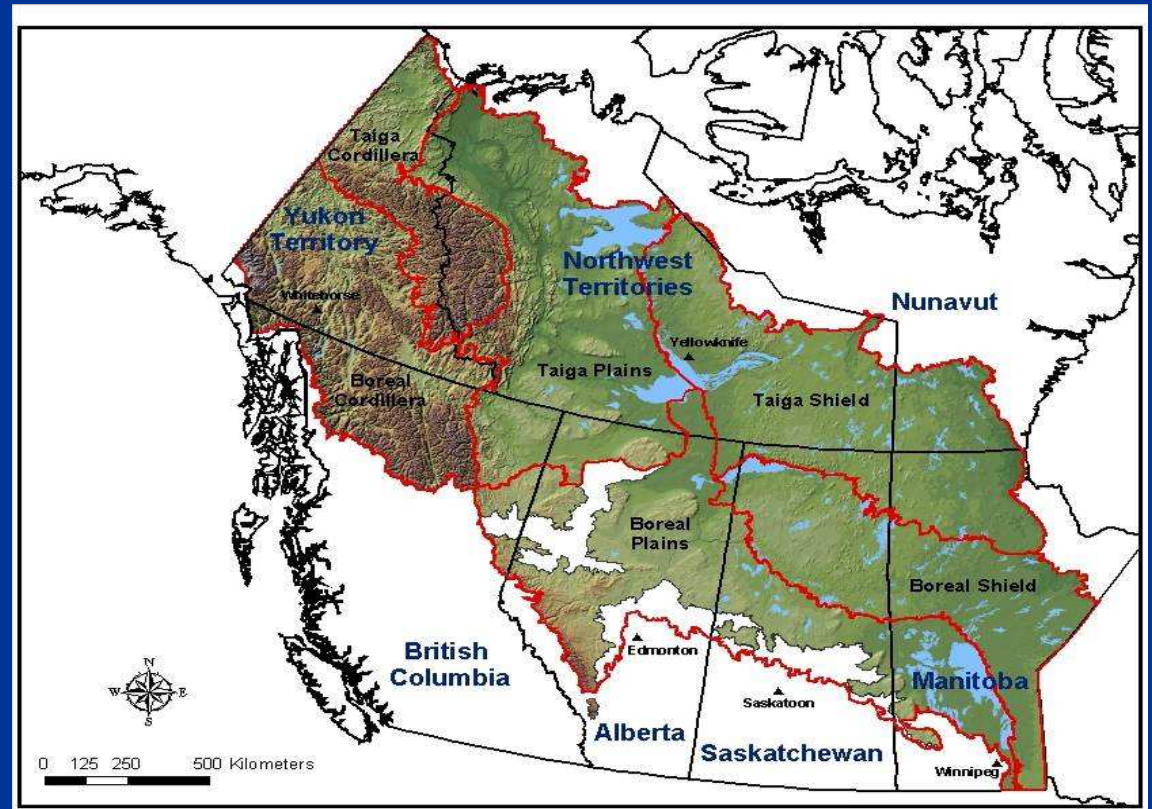 Taiga
Cordillera
Yukon
Territory
Whitehorse
Boreal
Cordillera
Northwest
Territories
Nunavut
Yellowknife
Taiga Plains
Taiga Shield
Boreal
Plains
Boreal Shield
British
Columbia
Edmonton
Alberta
Saskatoon
Saskatchewan
Manitoba
Winnipeg
N
W E
S
0 125 250 500 Kilometers